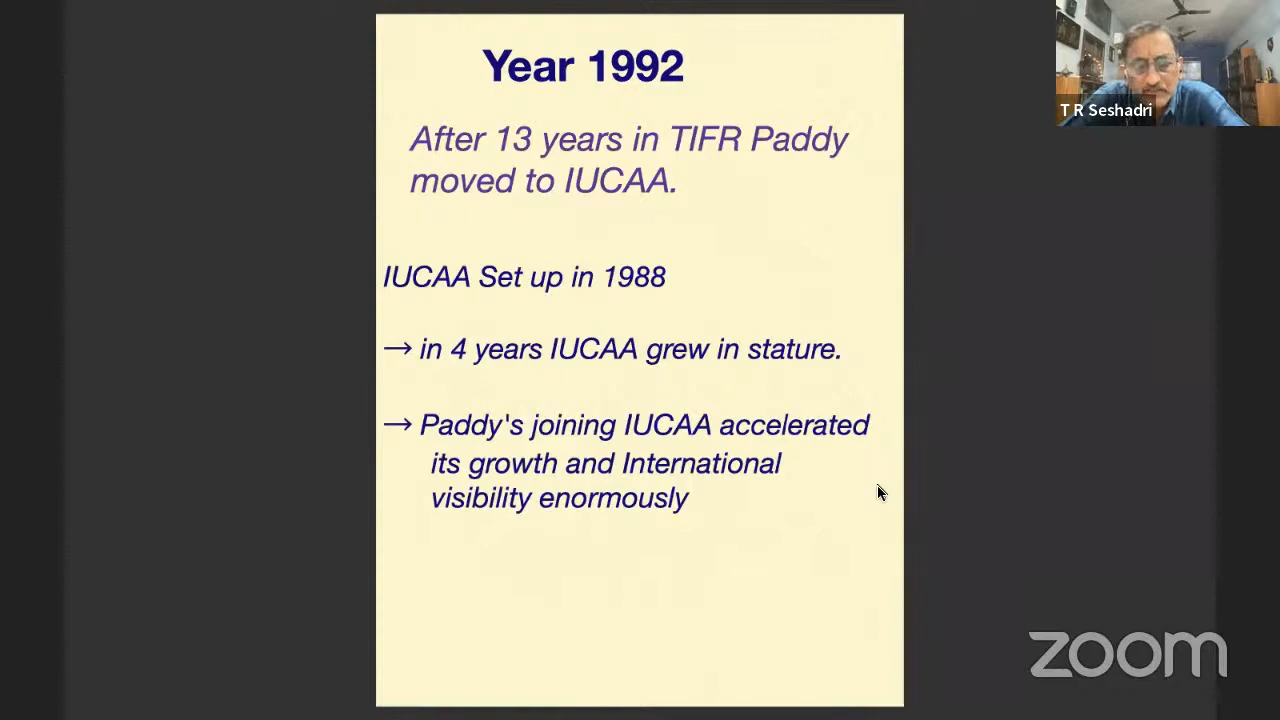 Year 1992
After 13 years in TIFR Paddy
moved to IUCAA.
IUCAA Set up in 1988
→ in 4 years IUCAA grew in stature.
→ Paddy's joining IUCAA accelerated
its growth and International
visibility enormously
T R Seshadri
zoom